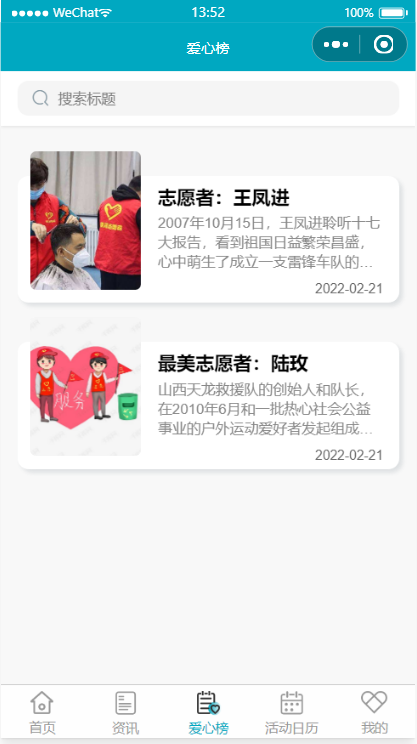 WeChat 13:52 100%
爱心榜
搜索标题
志愿者：王凤进
2007年10月15日，王凤进聆听十七
大报告，看到祖国日益繁荣昌盛，
心中萌生了成立一支雷锋车队的...
2022-02-21
服务
最美志愿者：陆玫
山西天龙救援队的创始人和队长，
在2010年6月和一批热心社会公益
事业的户外运动爱好者发起组成...
2022-02-21
首页 资讯 爱心榜 活动日历 我的